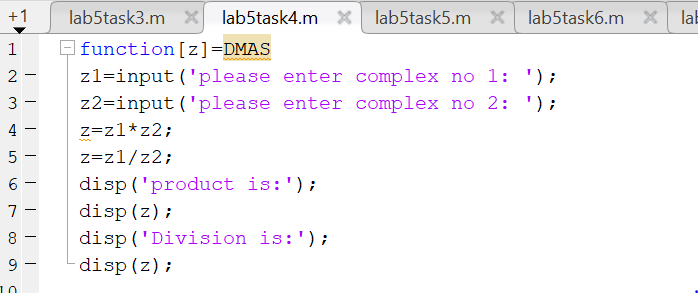 +1 lab5task3.m lab5task4.m lab5task5.m lab5task6.m
1 function[z]=DMAS
2 z1=input('please enter complex no 1: ');
3 z2=input('please enter complex no 2: ');
4 z=z1*z2;
5 z=z1/z2;
6 disp('product is:');
7 disp(z);
8 disp('Division is:');
9 disp(z);